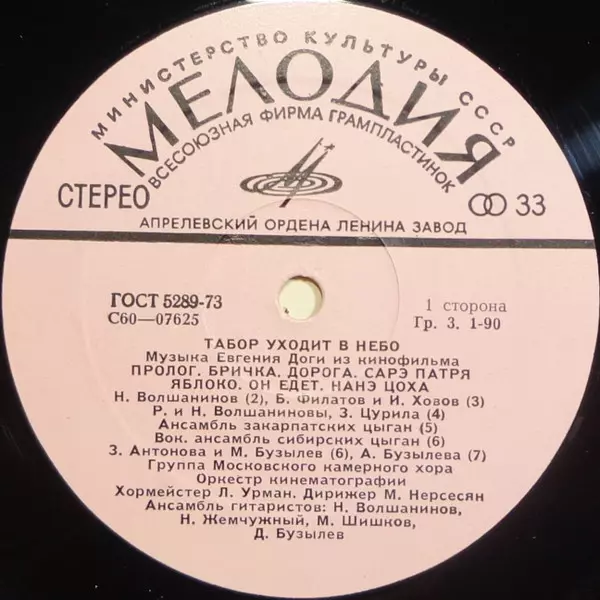 МИНИСТЕРСТВО КУЛЬТУРЫ СССР
МЕЛОДИЯ
ВСЕСОЮЗНАЯ ФИРМА ГРАМПЛАСТИНОК
СТЕРЕО
33
АПРЕЛЕВСКИЙ ОРДЕНА ЛЕНИНА ЗАВОД
ГОСТ 5289-73
С60—07625
1 сторона
Гр. 3. 1-90
ТАБОР УХОДИТ В НЕБО
Музыка Евгения Доги из кинофильма
ПРОЛОГ. БРИЧКА. ДОРОГА. САРЭ ПАТРЯ
ЯБЛОКО. ОН ЕДЕТ. НАНЭ ЦОХА
Н. Волшанинов (2), Б. Филатов и И. Ховов (3)
Р. и Н. Волшаниновы, З. Цурила (4)
Ансамбль закарпатских цыган (5)
Вок. ансамбль сибирских цыган (6)
З. Антонова и М. Бузылев (6), А. Бузылева (7)
Группа Московского камерного хора
Оркестр кинематографии
Хормейстер Л. Урман. Дирижер М. Нерсесян
Ансамбль гитаристов: Н. Волшанинов,
Н. Жемчужный, М. Шишков,
Д. Бузылев